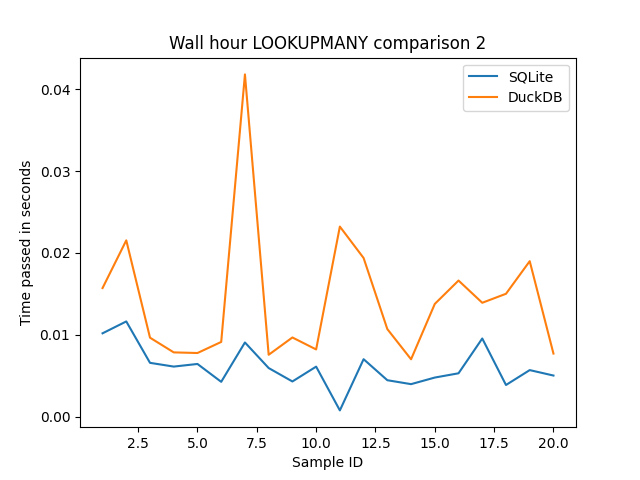 Wall hour LOOKUPMANY comparison 2
SQLite
DuckDB
Time passed in seconds
0.04
0.03
0.02
0.01
0.00
2.5 5.0 7.5 10.0 12.5 15.0 17.5 20.0
Sample ID